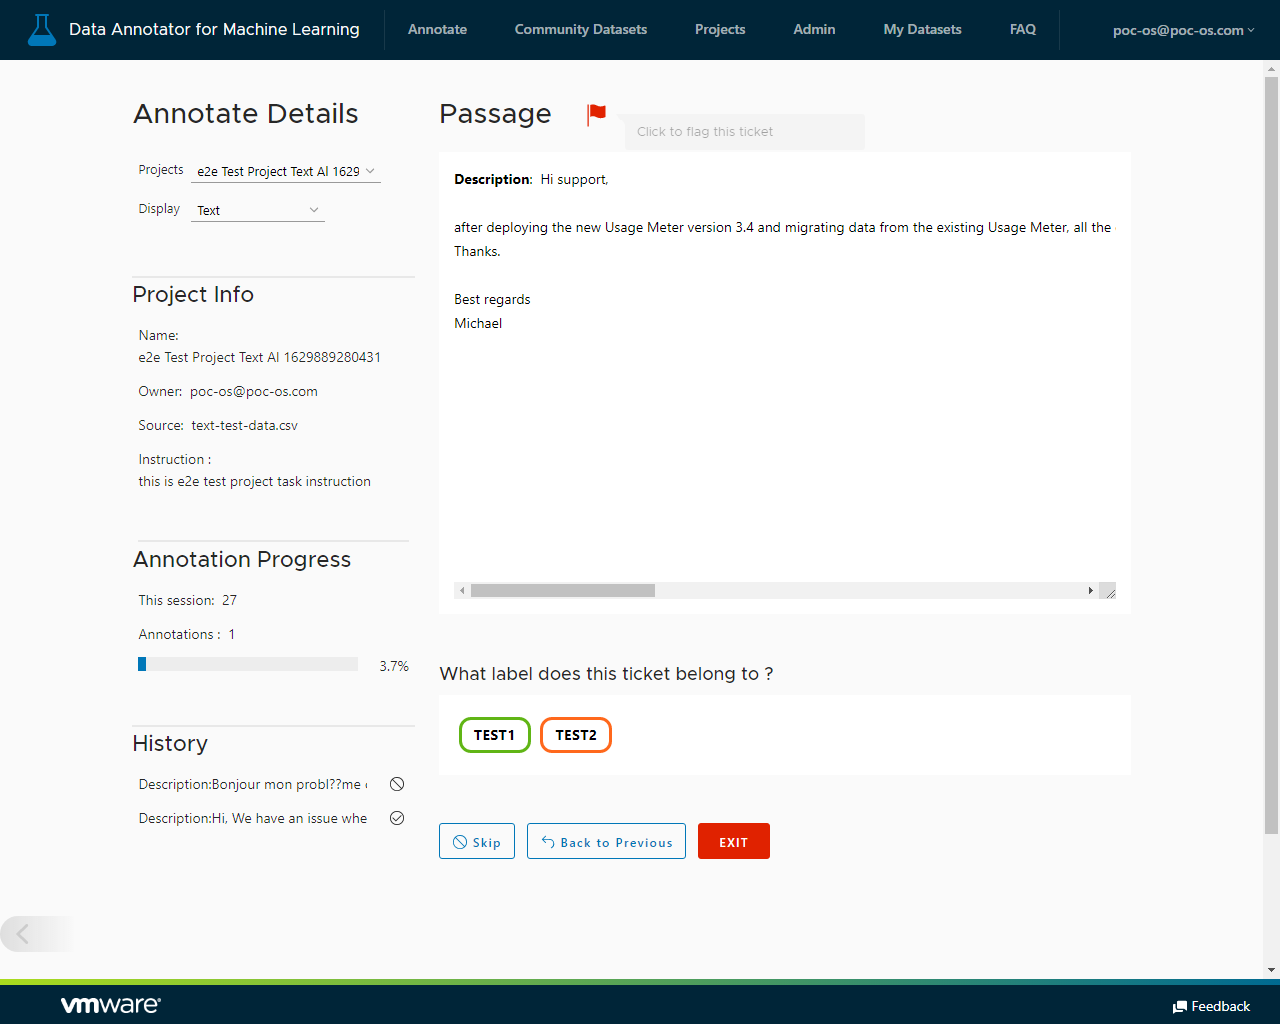 Data Annotator for Machine Learning
Annotate
Community Datasets
Projects
Admin
My Datasets
FAQ
poc-os@poc-os.com
Annotate Details
Projects
e2e Test Project Text Al 1629
Display
Text
Project Info
Name:
e2e Test Project Text Al 1629889280431
Owner: poc-os@poc-os.com
Source: text-test-data.csv
Instruction :
this is e2e test project task instruction
Annotation Progress
This session: 27
Annotations : 1
3.7%
History
Description:Bonjour mon probl??me
Description:Hi, We have an issue whe
Passage
Click to flag this ticket
Description: Hi support,
after deploying the new Usage Meter version 3.4 and migrating data from the existing Usage Meter, all the
Thanks.
Best regards
Michael
What label does this ticket belong to ?
TEST1
TEST2
Skip
Back to Previous
EXIT
vmware
Feedback